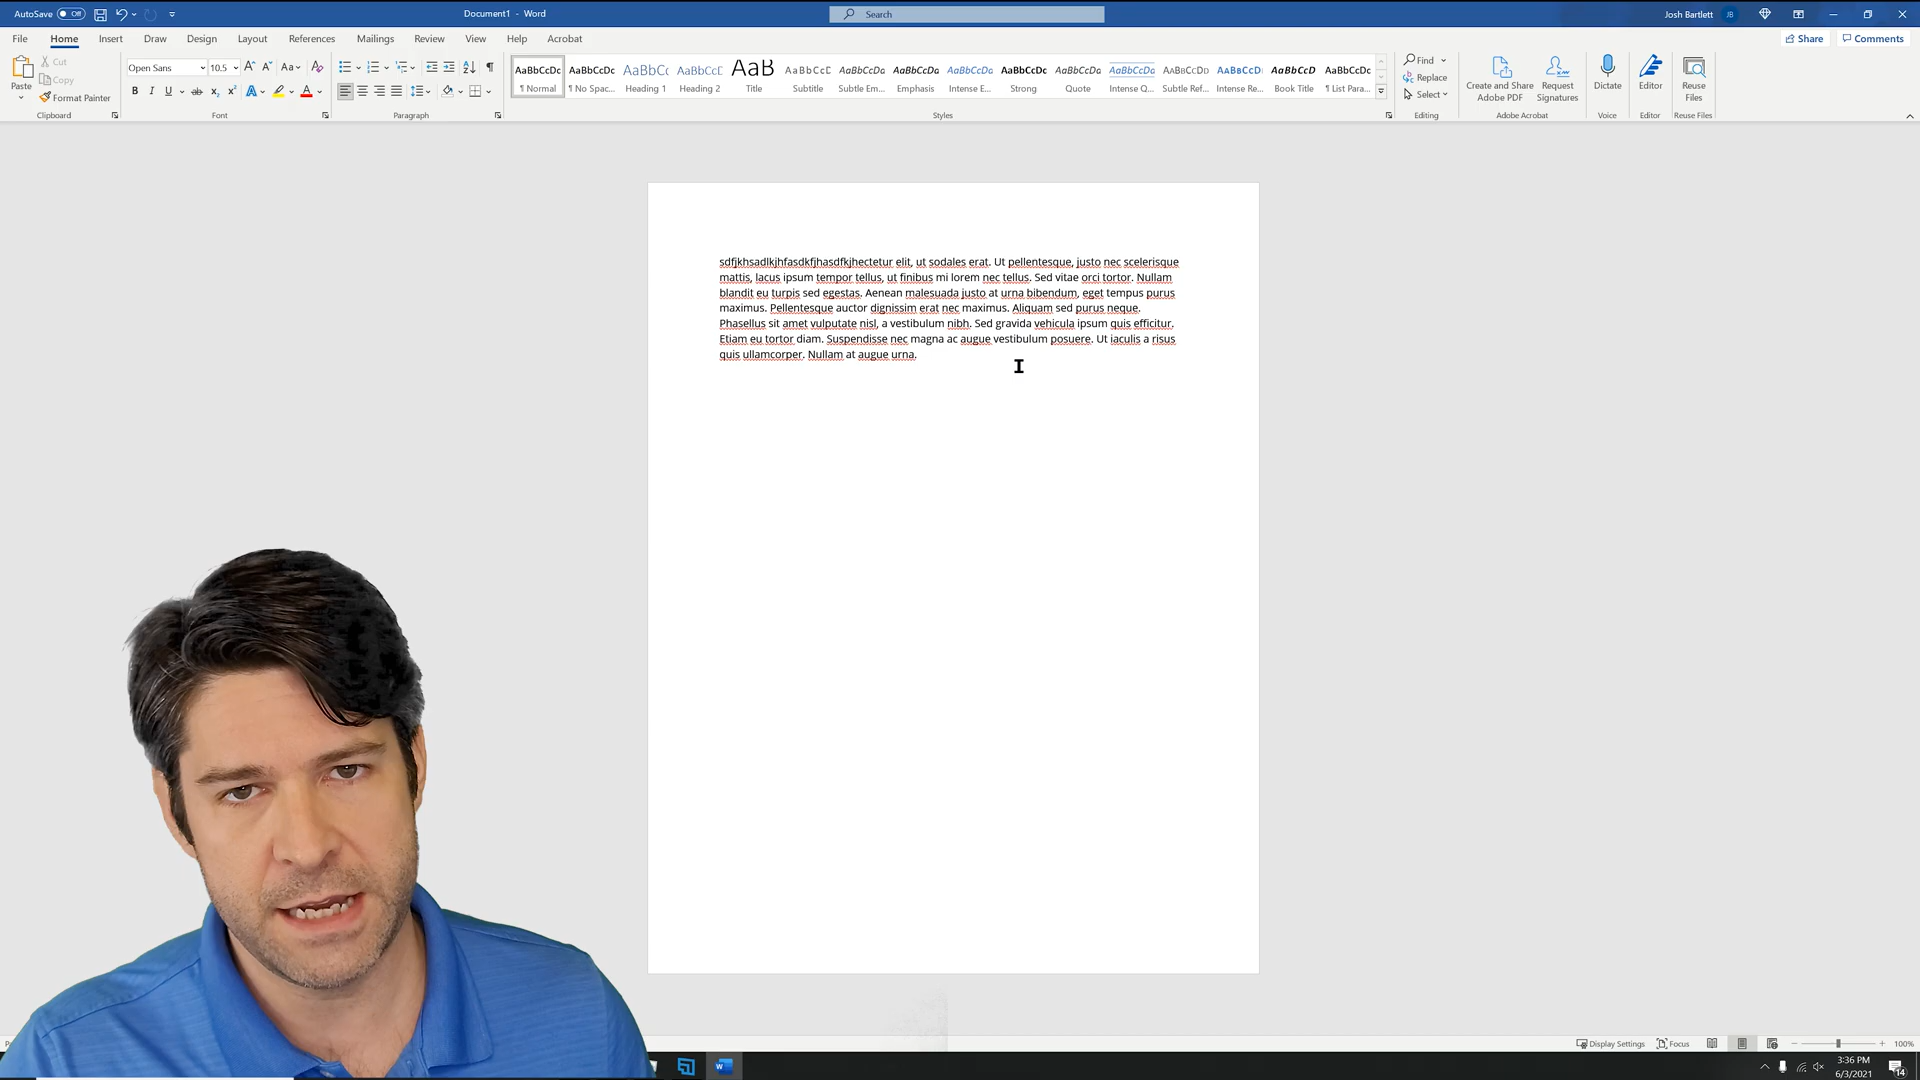 AutoSave Off
Document1 - Word
Search
Josh Bartlett JB
File Home Insert Draw Design Layout References Mailings Review View Help Acrobat
Share Comments
Paste
Cut
Copy
Format Painter
Clipboard
Open Sans 10.5
Aa
B I U ab x₂ x² A A
Font
Paragraph
AaBbCcDc AaBbCcDc AaBbCc AaBbCcD AaB AaBbCcD AaBbCcDa AaBbCcDa AaBbCcDa AaBbCcDc AaBbCcDa AaBbCcDa AaBbCcDc AaBbCcDc AaBbCcD AaBbCcDc
¶ Normal ¶ No Spac... Heading 1 Heading 2 Title Subtitle Subtle Em... Emphasis Intense E... Strong Quote Intense Q... Subtle Ref... Intense Re... Book Title ¶ List Para...
Styles
Find
Replace
Select
Editing
Create and Share Adobe PDF
Request Signatures
Adobe Acrobat
Dictate
Voice
Editor
Editor
Reuse Files
Reuse Files
sdfjkhsadlkjhfasdkfjhasdfkjhectetur elit, ut sodales erat. Ut pellentesque, justo nec scelerisque
mattis, lacus ipsum tempor tellus, ut finibus mi lorem nec tellus. Sed vitae orci tortor. Nullam
blandit eu turpis sed egestas. Aenean malesuada justo at urna bibendum, eget tempus purus
maximus. Pellentesque auctor dignissim erat nec maximus. Aliquam sed purus neque.
Phasellus sit amet vulputate nisl, a vestibulum nibh. Sed gravida vehicula ipsum quis efficitur.
Etiam eu tortor diam. Suspendisse nec magna ac augue vestibulum posuere. Ut iaculis a risus
quis ullamcorper. Nullam at augue urna.
Display Settings Focus 100%
3:36 PM
6/3/2021
14